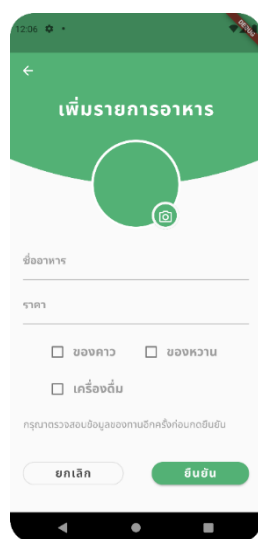 12:06
DEBUG
เพิ่มรายการอาหาร
ชื่ออาหาร
ราคา
ของคาว ของหวาน
เครื่องดื่ม
กรุณาตรวจสอบข้อมูลของทานอีกครั้งก่อนกดยืนยัน
ยกเลิก ยืนยัน